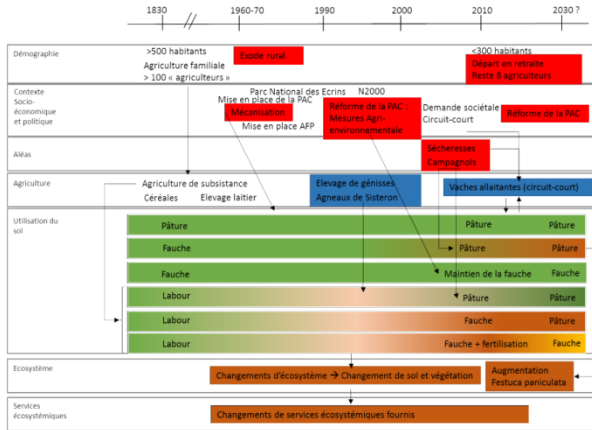 1830 1960-70 1990 2000 2010 2030 ?
Démographie
>500 habitants
Agriculture familiale
> 100 « agriculteurs »
Exode rural
<300 habitants
Départ en retraite
Reste 8 agriculteurs
Contexte
Socio-
économique
et politique
Parc National des Ecrins N2000
Mise en place de la PAC
Mécanisation
Mise en place AFP
Réforme de la PAC :
Mesures Agri-
environnementale
Demande sociétale
Circuit-court
Réforme de la PAC
Aléas
Sécheresses
Campagnols
Agriculture
Agriculture de subsistance
Céréales Elevage laitier
Elevage de génisses
Agneaux de Sisteron
Vaches allaitantes (circuit-court)
Utilisation du
sol
Pâture Pâture Pâture
Fauche Pâture Pâture
Fauche Maintien de la fauche Fauche
Labour Pâture Pâture
Labour Fauche Pâture
Labour Fauche + fertilisation Fauche
Ecosystème
Changements d'écosystème → Changement de sol et végétation
Augmentation
Festuca paniculata
Services
écosystémiques
Changements de services écosystémiques fournis